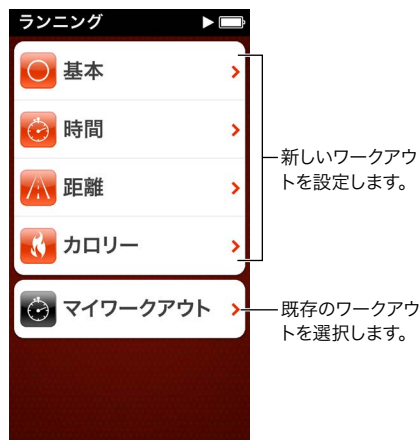 ランニング
基本
時間
距離
カロリー
マイワークアウト
新しいワークアウ
トを設定します。
既存のワークアウ
トを選択します。